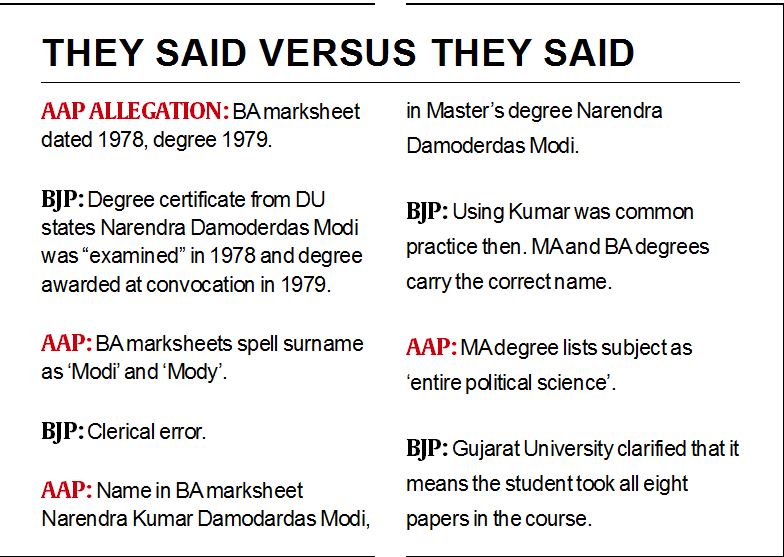 THEY SAID VERSUS THEY SAID
AAP ALLEGATION: BA marksheet
dated 1978, degree 1979.
BJP: Degree certificate from DU
states Narendra Damoderdas Modi
was “examined” in 1978 and degree
awarded at convocation in 1979.
AAP: BA marksheets spell surname
as ‘Modi’ and ‘Mody’.
BJP: Clerical error.
AAP: Name in BA marksheet
Narendra Kumar Damodardas Modi,
in Master’s degree Narendra
Damoderdas Modi.
BJP: Using Kumar was common
practice then. MA and BA degrees
carry the correct name.
AAP: MA degree lists subject as
‘entire political science’.
BJP: Gujarat University clarified that it
means the student took all eight
papers in the course.